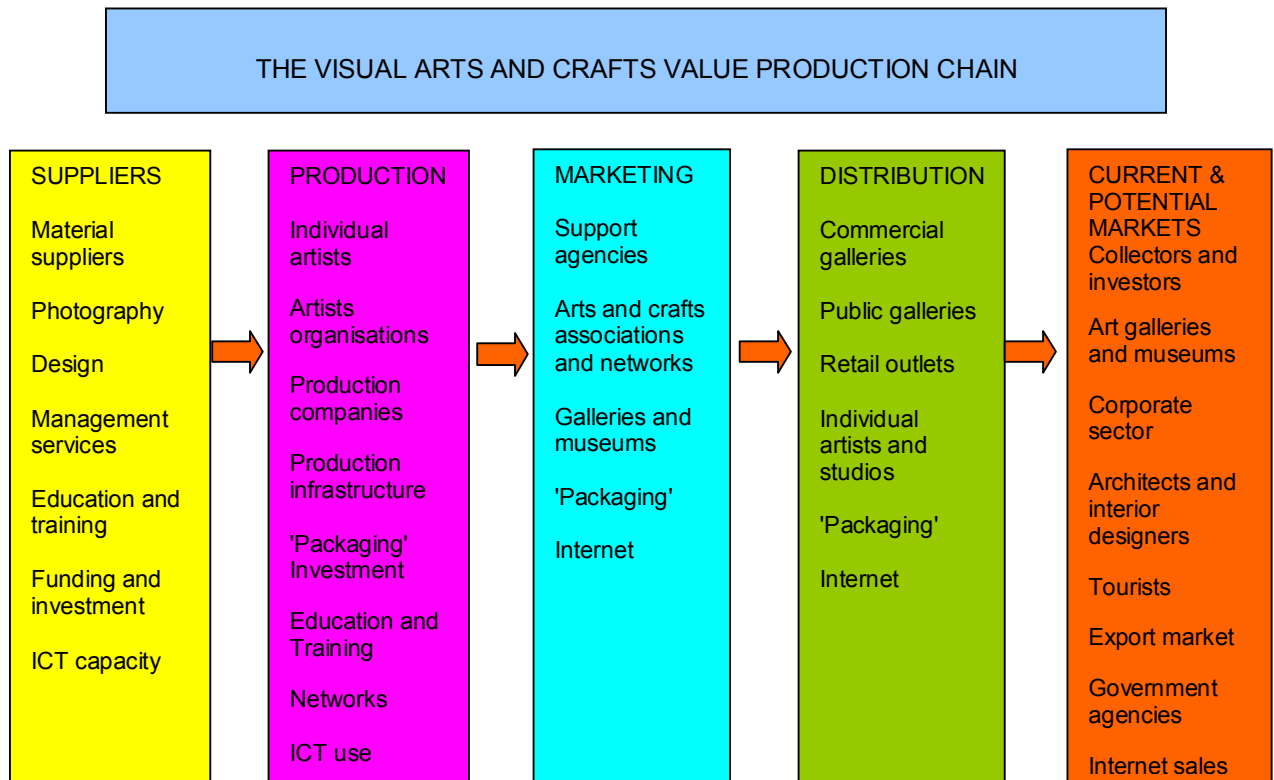 THE VISUAL ARTS AND CRAFTS VALUE PRODUCTION CHAIN
SUPPLIERS
Material
suppliers
Photography
Design
Management
services
Education and
training
Funding and
investment
ICT capacity
PRODUCTION
Individual
artists
Artists
organisations
Production
companies
Production
infrastructure
'Packaging'
Investment
Education and
Training
Networks
ICT use
MARKETING
Support
agencies
Arts and crafts
associations
and networks
Galleries and
museums
'Packaging'
Internet
DISTRIBUTION
Commercial
galleries
Public galleries
Retail outlets
Individual
artists and
studios
'Packaging'
Internet
CURRENT &
POTENTIAL
MARKETS
Collectors and
investors
Art galleries
and museums
Corporate
sector
Architects and
interior
designers
Tourists
Export market
Government
agencies
Internet sales